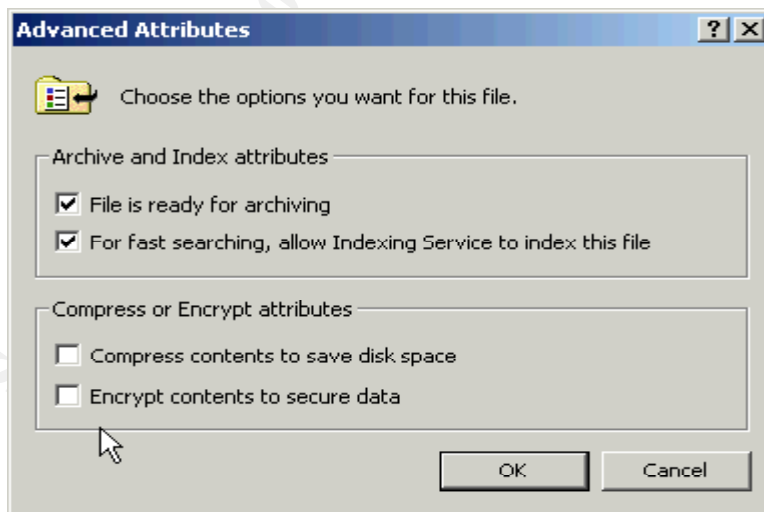 Advanced Attributes
Choose the options you want for this file.
Archive and Index attributes
File is ready for archiving
For fast searching, allow Indexing Service to index this file
Compress or Encrypt attributes
Compress contents to save disk space
Encrypt contents to secure data
OK Cancel